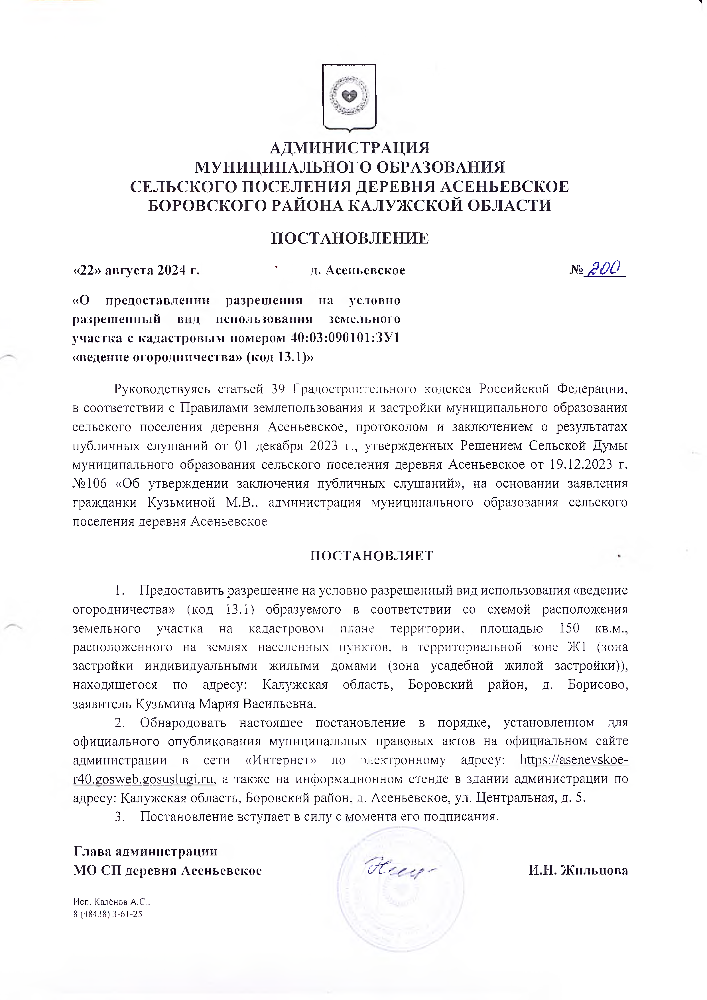 АДМИНИСТРАЦИЯ
МУНИЦИПАЛЬНОГО ОБРАЗОВАНИЯ
СЕЛЬСКОГО ПОСЕЛЕНИЯ ДЕРЕВНЯ АСЕНЬЕВСКОЕ
БОРОВСКОГО РАЙОНА КАЛУЖСКОЙ ОБЛАСТИ
ПОСТАНОВЛЕНИЕ
«22» августа 2024 г. д. Асеньевское № 200
«О предоставлении разрешения на условно
разрешенный вид использования земельного
участка с кадастровым номером 40:03:090101:ЗУ1
«ведение огородничества» (код 13.1)»
Руководствуясь статьей 39 Градостроительного кодекса Российской Федерации,
в соответствии с Правилами землепользования и застройки муниципального образования
сельского поселения деревня Асеньевское, протоколом и заключением о результатах
публичных слушаний от 01 декабря 2023 г., утвержденных Решением Сельской Думы
муниципального образования сельского поселения деревня Асеньевское от 19.12.2023 г.
№106 «Об утверждении заключения публичных слушаний», на основании заявления
гражданки Кузьминой М.В., администрация муниципального образования сельского
поселения деревня Асеньевское
ПОСТАНОВЛЯЕТ
1. Предоставить разрешение на условно разрешенный вид использования «ведение
огородничества» (код 13.1) образуемого в соответствии со схемой расположения
земельного участка на кадастровом плане территории, площадью 150 кв.м.,
расположенного на землях населенных пунктов, в территориальной зоне Ж1 (зона
застройки индивидуальными жилыми домами (зона усадебной жилой застройки)),
находящегося по адресу: Калужская область, Боровский район, д. Борисово,
заявитель Кузьмина Мария Васильевна.
2. Обнародовать настоящее постановление в порядке, установленном для
официального опубликования муниципальных правовых актов на официальном сайте
администрации в сети «Интернет» по электронному адресу: https://asenevskoe-
r40.gosweb.gosuslugi.ru, а также на информационном стенде в здании администрации по
адресу: Калужская область, Боровский район, д. Асеньевское, ул. Центральная, д. 5.
3. Постановление вступает в силу с момента его подписания.
Глава администрации
МО СП деревня Асеньевское И.Н. Жильцова
Исп. Калёнов А.С.,
8 (48438) 3-61-25